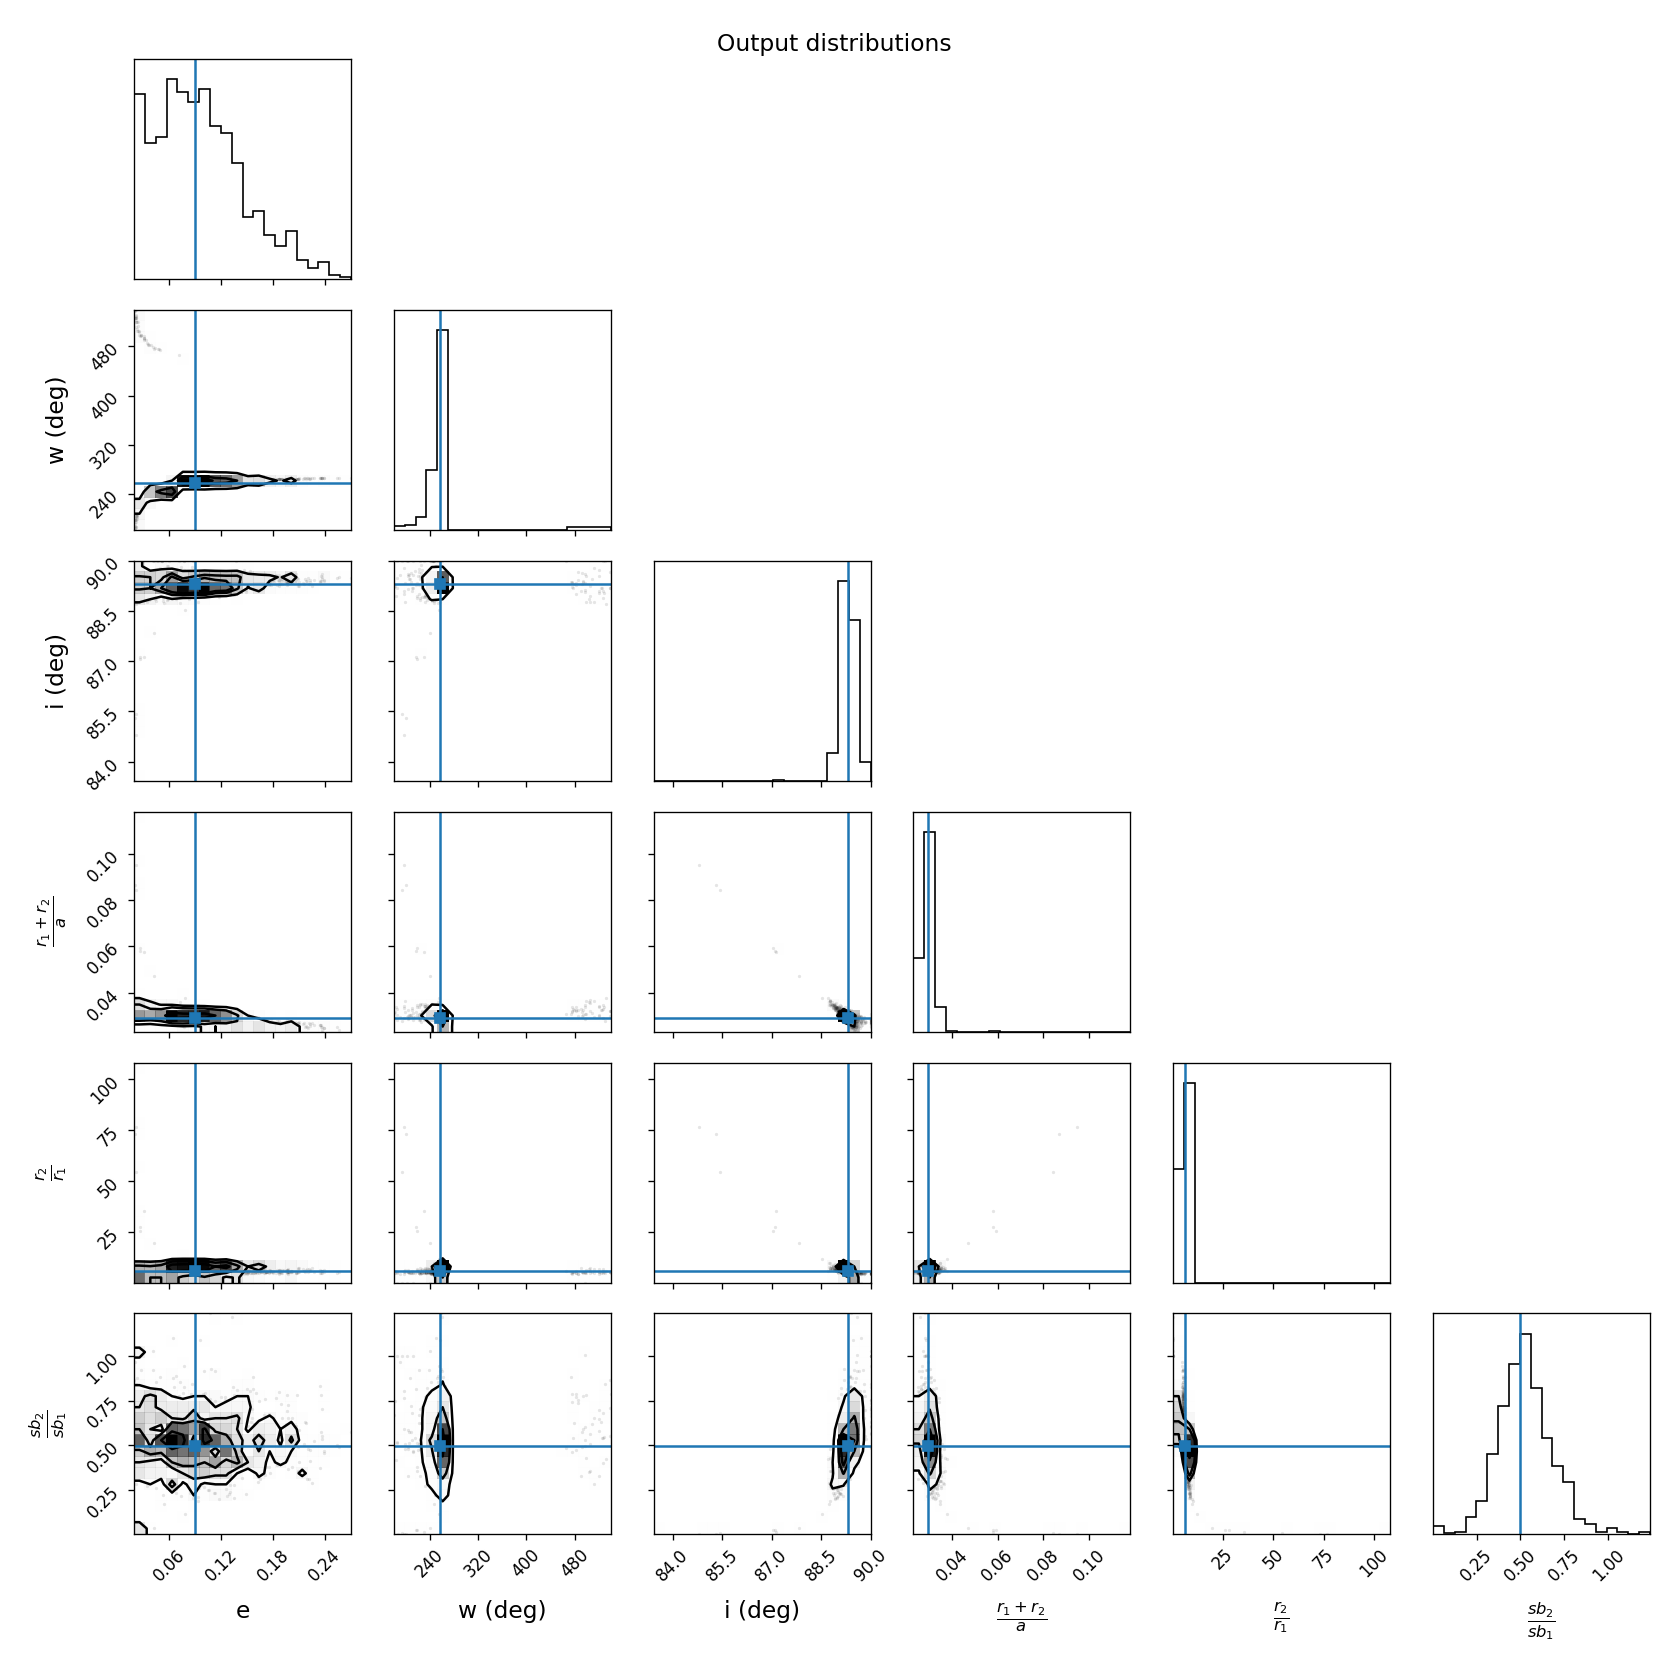 Output distributions
w (deg)
480
400
320
240
i (deg)
90.0
88.5
87.0
85.5
84.0
r1 + r2
a
0.10
0.08
0.06
0.04
r2
r1
100
75
50
25
sb2
sb1
1.00
0.75
0.50
0.25
0.06 0.12 0.18 0.24
240 320 400 480
84.0 85.5 87.0 88.5 90.0
0.04 0.06 0.08 0.10
25 50 75 100
0.25 0.50 0.75 1.00
e
w (deg)
i (deg)
r1 + r2
a
r2
r1
sb2
sb1